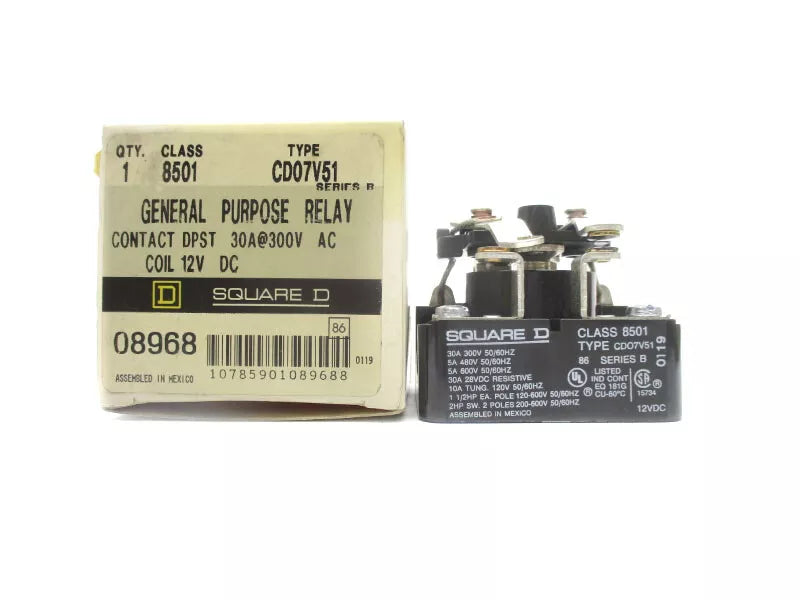 QTY. CLASS TYPE
1 8501 CDO7V51
SERIES B
GENERAL PURPOSE RELAY
CONTACT DPST 30A@300V AC
COIL 12V DC
D SQUARE D
08968
86
0119
10785901089688
ASSEMBLED IN MEXICO
SQUARE D
30A 300V 50/60HZ
5A 480V 50/60HZ
5A 600V 50/60HZ
30A 28VDC RESISTIVE
10A TUNG. 120V 50/60HZ
1 1/2HP EA. POLE 120-600V 50/60HZ
2HP SW. 2 POLES 200-600V 50/60HZ
ASSEMBLED IN MEXICO
CLASS 8501
TYPE CDO7V51
86 SERIES B
UL ®
LISTED
IND CONT
EQ 181G
CU-60°C
SA ®
15734
12VDC
0119